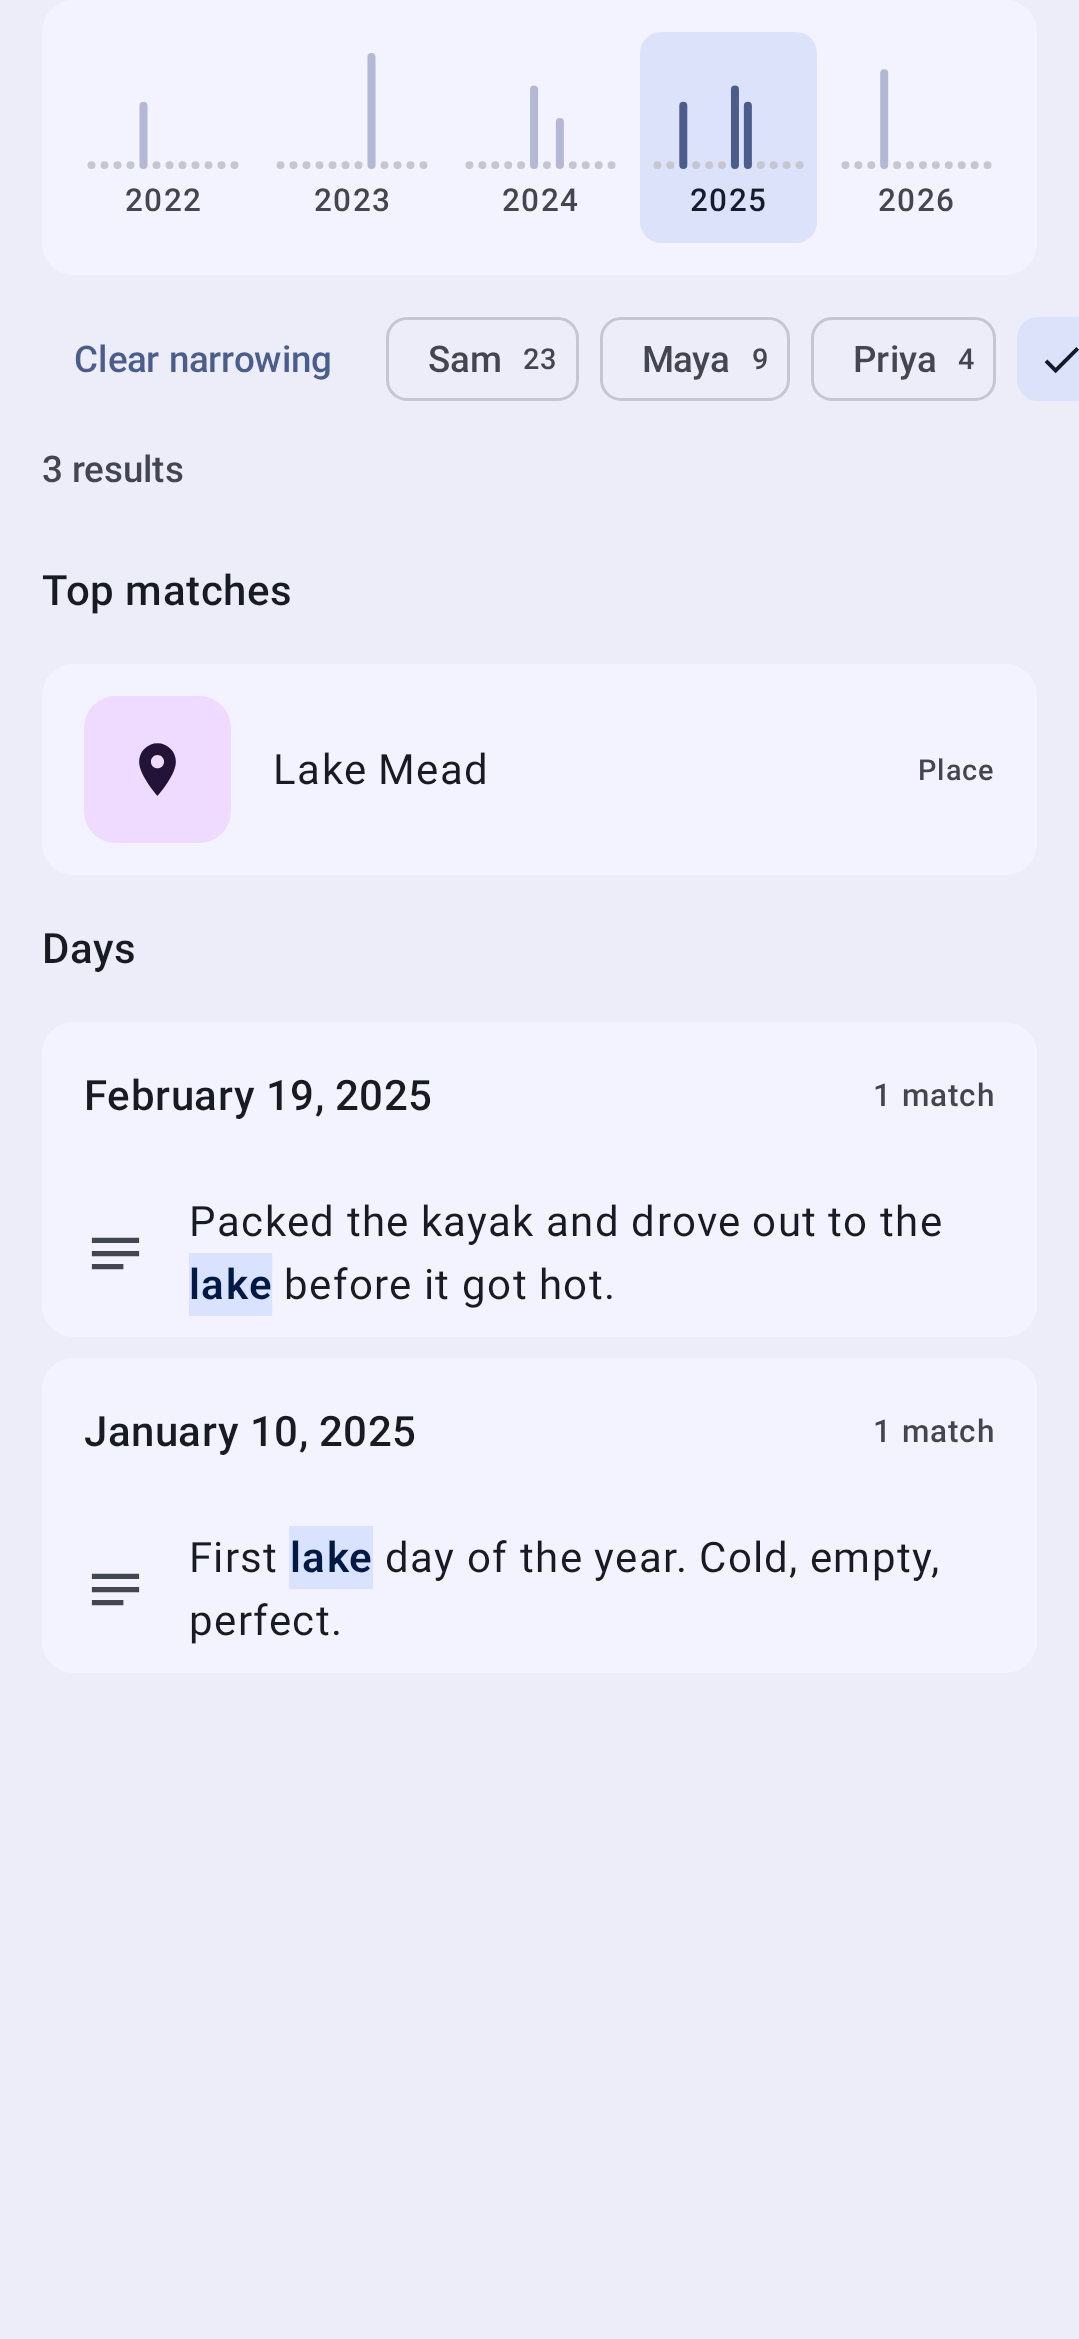 2022 2023 2024 2025 2026
Clear narrowing Sam 23 Maya 9 Priya 4
3 results
Top matches
Lake Mead Place
Days
February 19, 2025 1 match
Packed the kayak and drove out to the
lake before it got hot.
January 10, 2025 1 match
First lake day of the year. Cold, empty,
perfect.